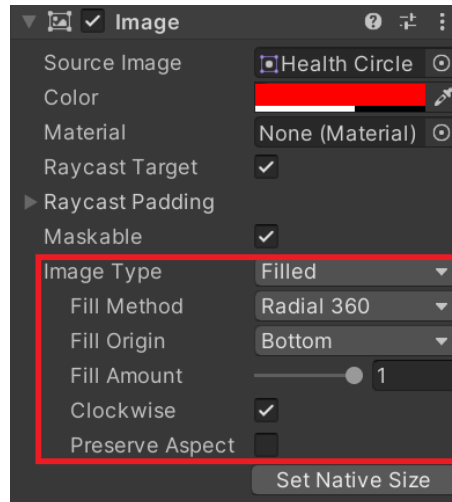 Image
Source Image Health Circle
Color
Material None (Material)
Raycast Target
Raycast Padding
Maskable
Image Type Filled
Fill Method Radial 360
Fill Origin Bottom
Fill Amount 1
Clockwise
Preserve Aspect
Set Native Size